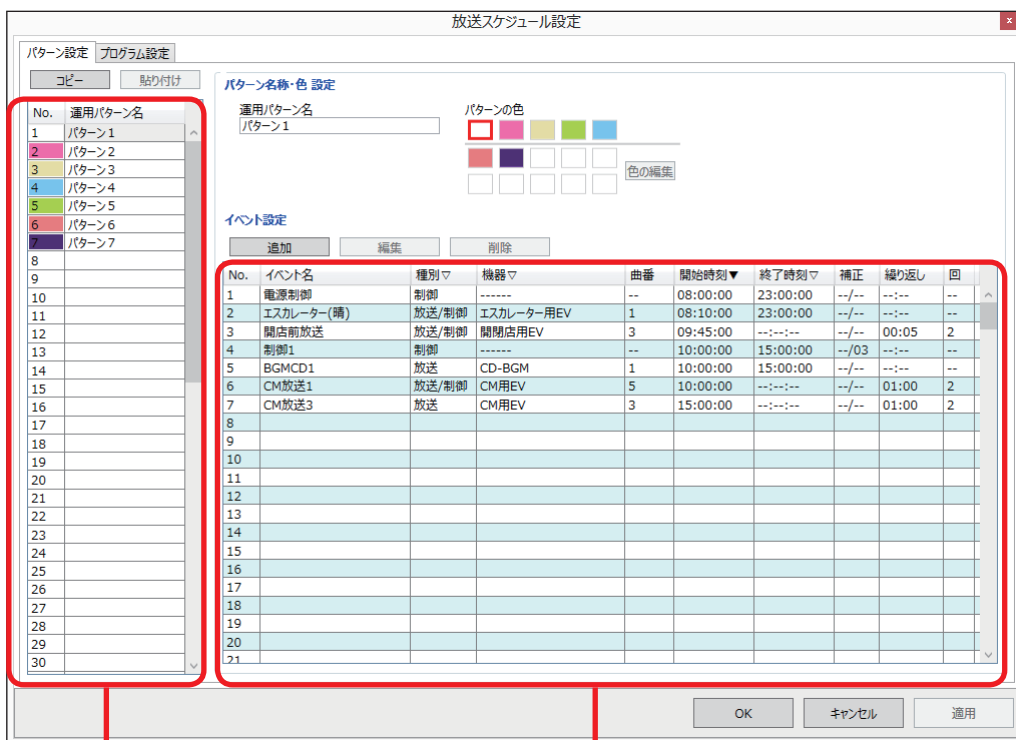 放送スケジュール設定
x
パターン設定 プログラム設定
コピー 貼り付け
No. 運用パターン名
1 パターン1
2 パターン2
3 パターン3
4 パターン4
5 パターン5
6 パターン6
7 パターン7
8
9
10
11
12
13
14
15
16
17
18
19
20
21
22
23
24
25
26
27
28
29
30
パターン名称・色 設定
運用パターン名 パターンの色
パターン1
色の編集
イベント設定
追加 編集 削除
No. イベント名 種別▽ 機器▽ 曲番 開始時刻▼ 終了時刻▽ 補正 繰り返し 回
1 電源制御 制御 ------ -- 08:00:00 23:00:00 --/-- --:-- --
2 エスカレーター(晴) 放送/制御 エスカレーター用EV 1 08:10:00 23:00:00 --/-- --:-- --
3 開店前放送 放送/制御 開閉店用EV 3 09:45:00 --:--:-- --/-- 00:05 2
4 制御1 制御 ------ -- 10:00:00 15:00:00 --/03 --:-- --
5 BGMCD1 放送 CD-BGM 1 10:00:00 15:00:00 --/-- --:-- --
6 CM放送1 放送/制御 CM用EV 5 10:00:00 --:--:-- --/-- 01:00 2
7 CM放送3 放送 CM用EV 3 15:00:00 --:--:-- --/-- 01:00 2
8
9
10
11
12
13
14
15
16
17
18
19
20
21
OK キャンセル 適用